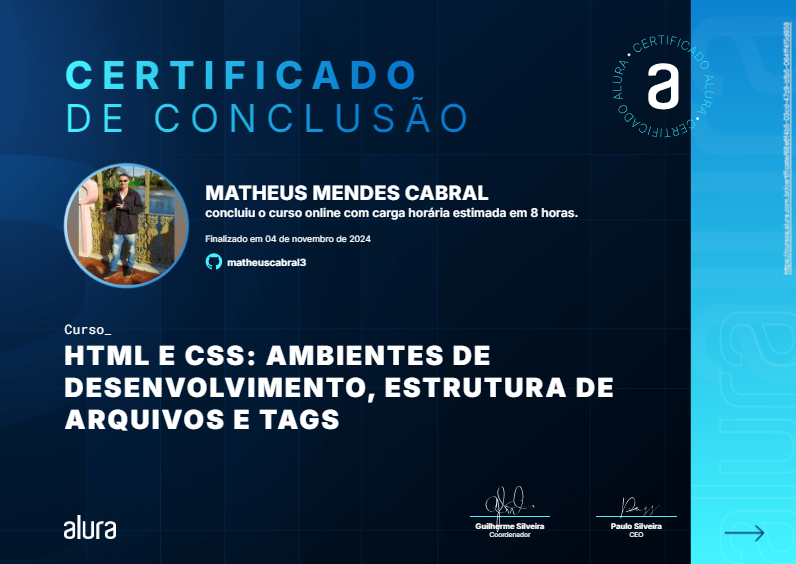 CERTIFICADO
DE CONCLUSÃO
CERTIFICADO ALURA • CERTIFICADO ALURA •
a
MATHEUS MENDES CABRAL
concluiu o curso online com carga horária estimada em 8 horas.
Finalizado em 04 de novembro de 2024
matheuscabral3
Curso_
HTML E CSS: AMBIENTES DE
DESENVOLVIMENTO, ESTRUTURA DE
ARQUIVOS E TAGS
alura
Guilherme Silveira
Coordenador
Paulo Silveira
CEO
alura